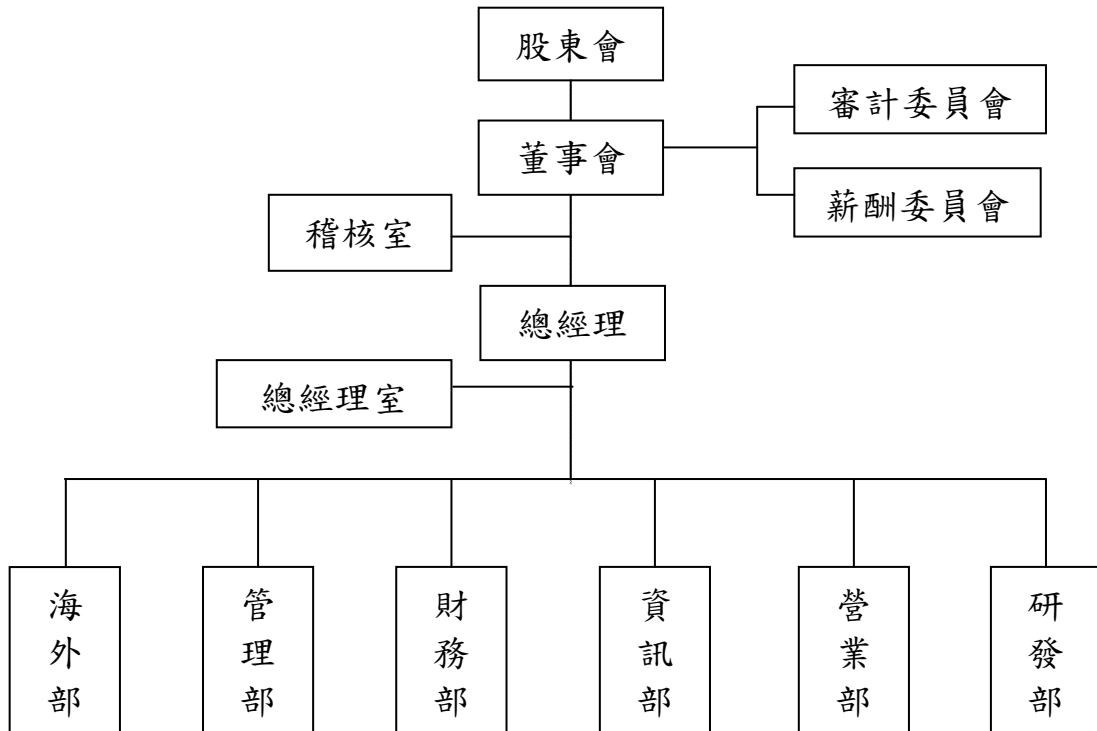 股東會
審計委員會
董事會
薪酬委員會
稽核室
總經理
總經理室
海外部
管理部
財務部
資訊部
營業部
研發部